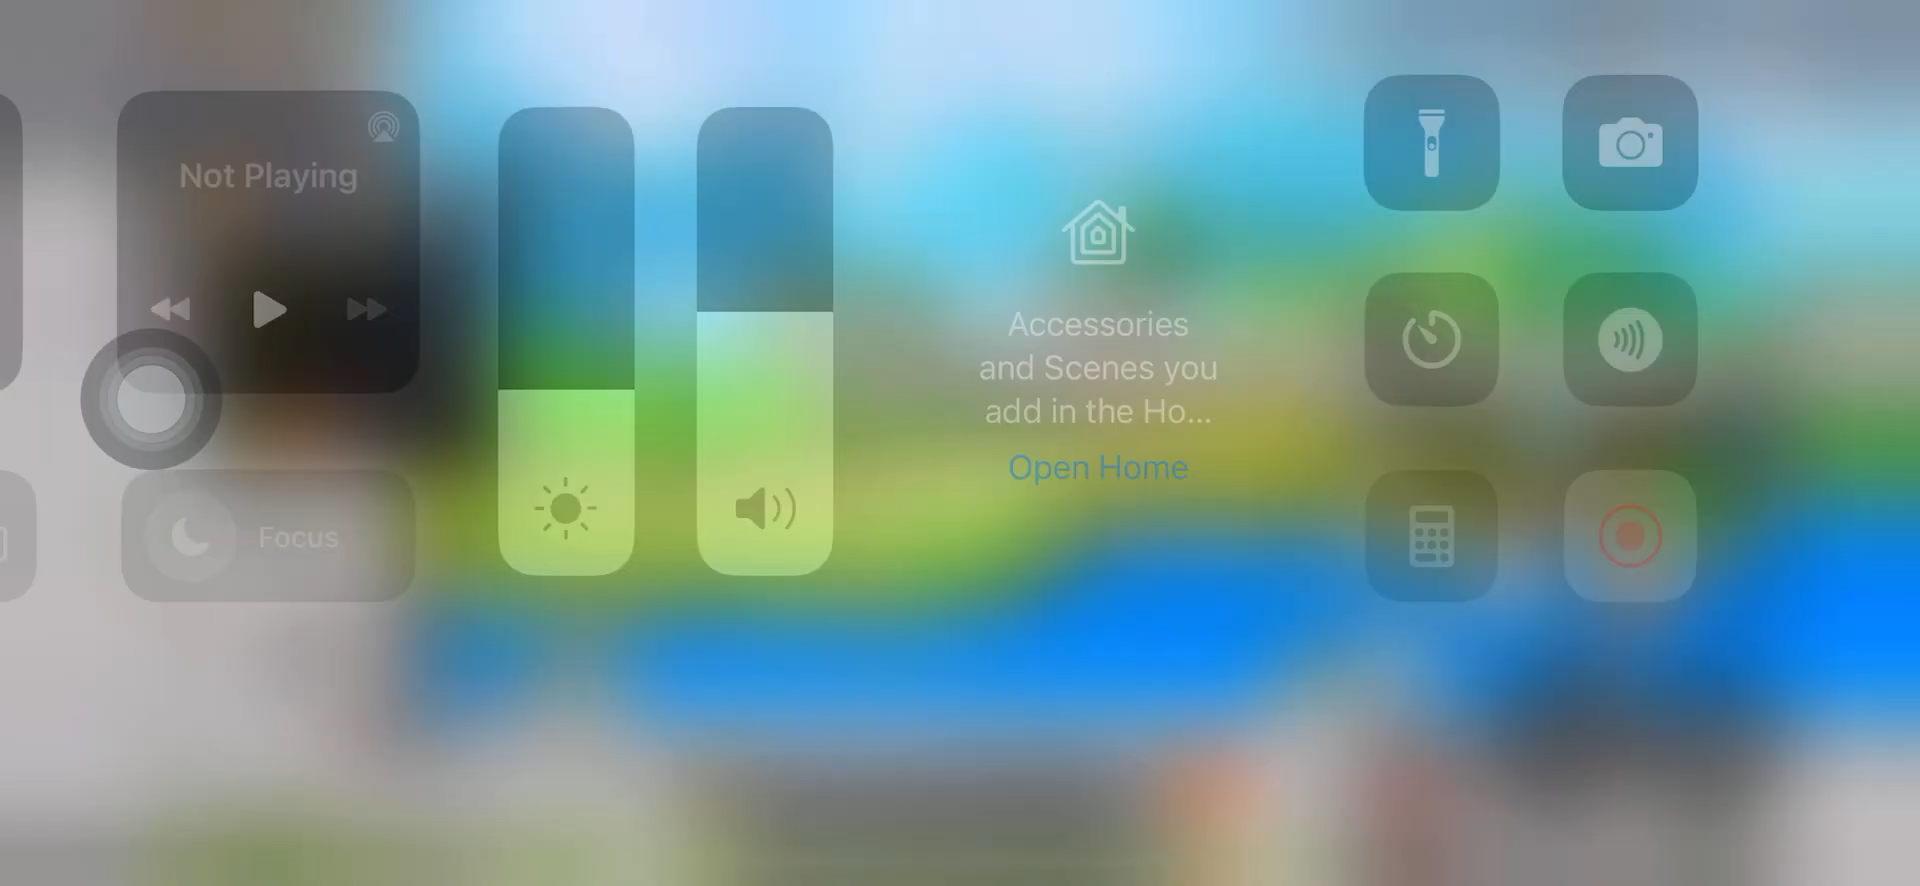 Not Playing
Focus
Accessories
and Scenes you
add in the Ho...
Open Home